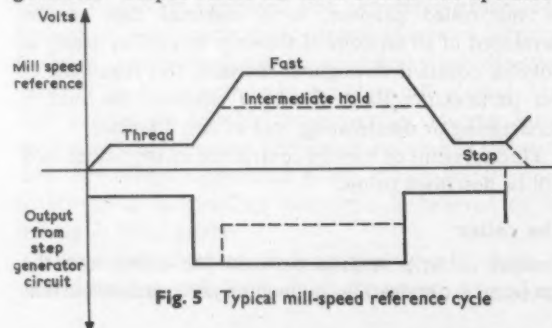 Volts
Mill speed
reference
Fast
Intermediate hold
Thread
Stop
Output
from
step
generator
circuit
Fig. 5 Typical mill-speed reference cycle